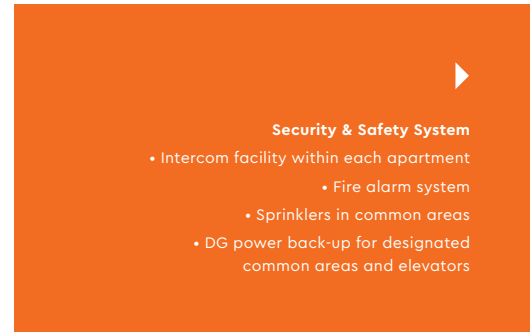 Security & Safety System
• Intercom facility within each apartment
• Fire alarm system
• Sprinklers in common areas
• DG power back-up for designated
common areas and elevators